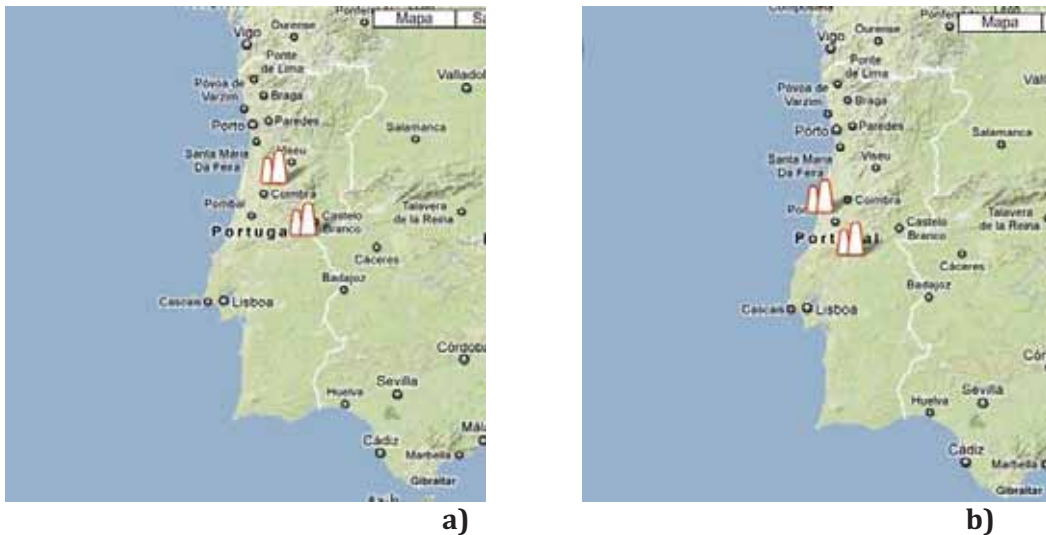 Mapa
Ourense
Vigo
Ponte
de Lima
Póvoa de
Varzim
Braga
Valladol
Porto
Paredes
Salamanca
Santa Maria
Da Feira
Viseu
Coimbra
Pombal
Castelo
Branco
Talavera
de la Reina
Portuga
Cáceres
Badajoz
Cascais
Lisboa
Córdoba
Sevilla
Huelva
Cádiz
Marbella
Gibraltar
a)
Mapa
Ourense
Vigo
Ponte
de Lima
Póvoa de
Varzim
Braga
Vall
Porto
Paredes
Salamanca
Santa Maria
Da Feira
Viseu
Coimbra
Castelo
Branco
Talavera
de la Reina
Cáceres
Badajoz
Cascais
Lisboa
Sevilla
Huelva
Cádiz
Gibraltar
b)